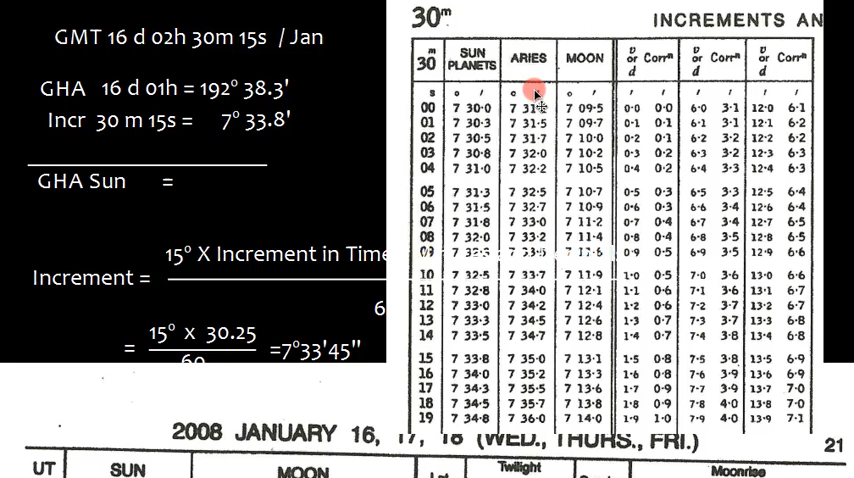 GMT 16 d 02h 30m 15s / Jan
GHA 16 d 01h = 192° 38.3'
Incr 30 m 15s = 7° 33.8'
GHA Sun =
15° X Increment in Time
Increment =
6
= 15° x 30.25 =7°33'45"
60
30ᵐ INCREMENTS AN
m 30 SUN PLANETS ARIES MOON v or d Corrⁿ v or d Corrⁿ v or d Corrⁿ
s ° ′ ° ° ′ ′ ′ ′ ′ ′ ′
00 7 30·0 7 31 7 09·5 0·0 0·0 6·0 3·1 12·0 6·1
01 7 30·3 7 31·5 7 09·7 0·1 0·1 6·1 3·1 12·1 6·2
02 7 30·5 7 31·7 7 10·0 0·2 0·1 6·2 3·2 12·2 6·2
03 7 30·8 7 32·0 7 10·2 0·3 0·2 6·3 3·2 12·3 6·3
04 7 31·0 7 32·2 7 10·5 0·4 0·2 6·4 3·3 12·4 6·3
05 7 31·3 7 32·5 7 10·7 0·5 0·3 6·5 3·3 12·5 6·4
06 7 31·5 7 32·7 7 10·9 0·6 0·3 6·6 3·4 12·6 6·4
07 7 31·8 7 33·0 7 11·2 0·7 0·4 6·7 3·4 12·7 6·5
08 7 32·0 7 33·2 7 11·4 0·8 0·4 6·8 3·5 12·8 6·5
09 7 0·9 0·5 6·9 3·5 12·9 6·6
10 7 32·5 7 33·7 7 11·9 1·0 0·5 7·0 3·6 13·0 6·6
11 7 32·8 7 34·0 7 12·1 1·1 0·6 7·1 3·6 13·1 6·7
12 7 33·0 7 34·2 7 12·4 1·2 0·6 7·2 3·7 13·2 6·7
13 7 33·3 7 34·5 7 12·6 1·3 0·7 7·3 3·7 13·3 6·8
14 7 33·5 7 34·7 7 12·8 1·4 0·7 7·4 3·8 13·4 6·8
15 7 33·8 7 35·0 7 13·1 1·5 0·8 7·5 3·8 13·5 6·9
16 7 34·0 7 35·2 7 13·3 1·6 0·8 7·6 3·9 13·6 6·9
17 7 34·3 7 35·5 7 13·6 1·7 0·9 7·7 3·9 13·7 7·0
18 7 34·5 7 35·7 7 13·8 1·8 0·9 7·8 4·0 13·8 7·0
19 7 34·8 7 36·0 7 14·0 1·9 1·0 7·9 4·0 13·9 7·1
2008 JANUARY 16, 17, 18 (WED., THURS., FRI.) 21
UT SUN MOON Twilight Moonrise